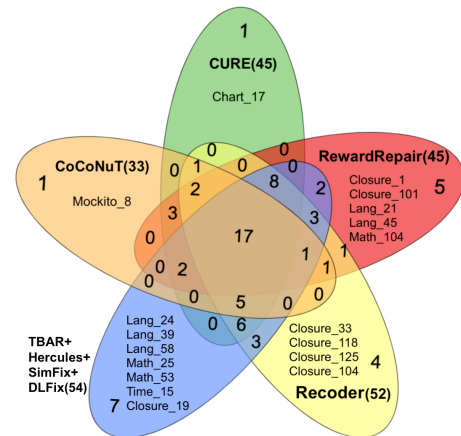 1
CURE(45)
Chart_17
0
0
CoCoNuT(33)
0
1
0
0
RewardRepair(45)
1
Mockito_8
2
8
2
Closure_1
Closure_101
Lang_21
Lang_45
Math_104
5
3
3
0
17
1
1
0
2
1
0
0
5
0
0
TBAR+
Hercules+
SimFix+
DLFix(54)
Lang_24
Lang_39
Lang_58
Math_25
Math_53
Time_15
Closure_19
0
6
3
Closure_33
Closure_118
Closure_125
Closure_104
4
7
Recoder(52)